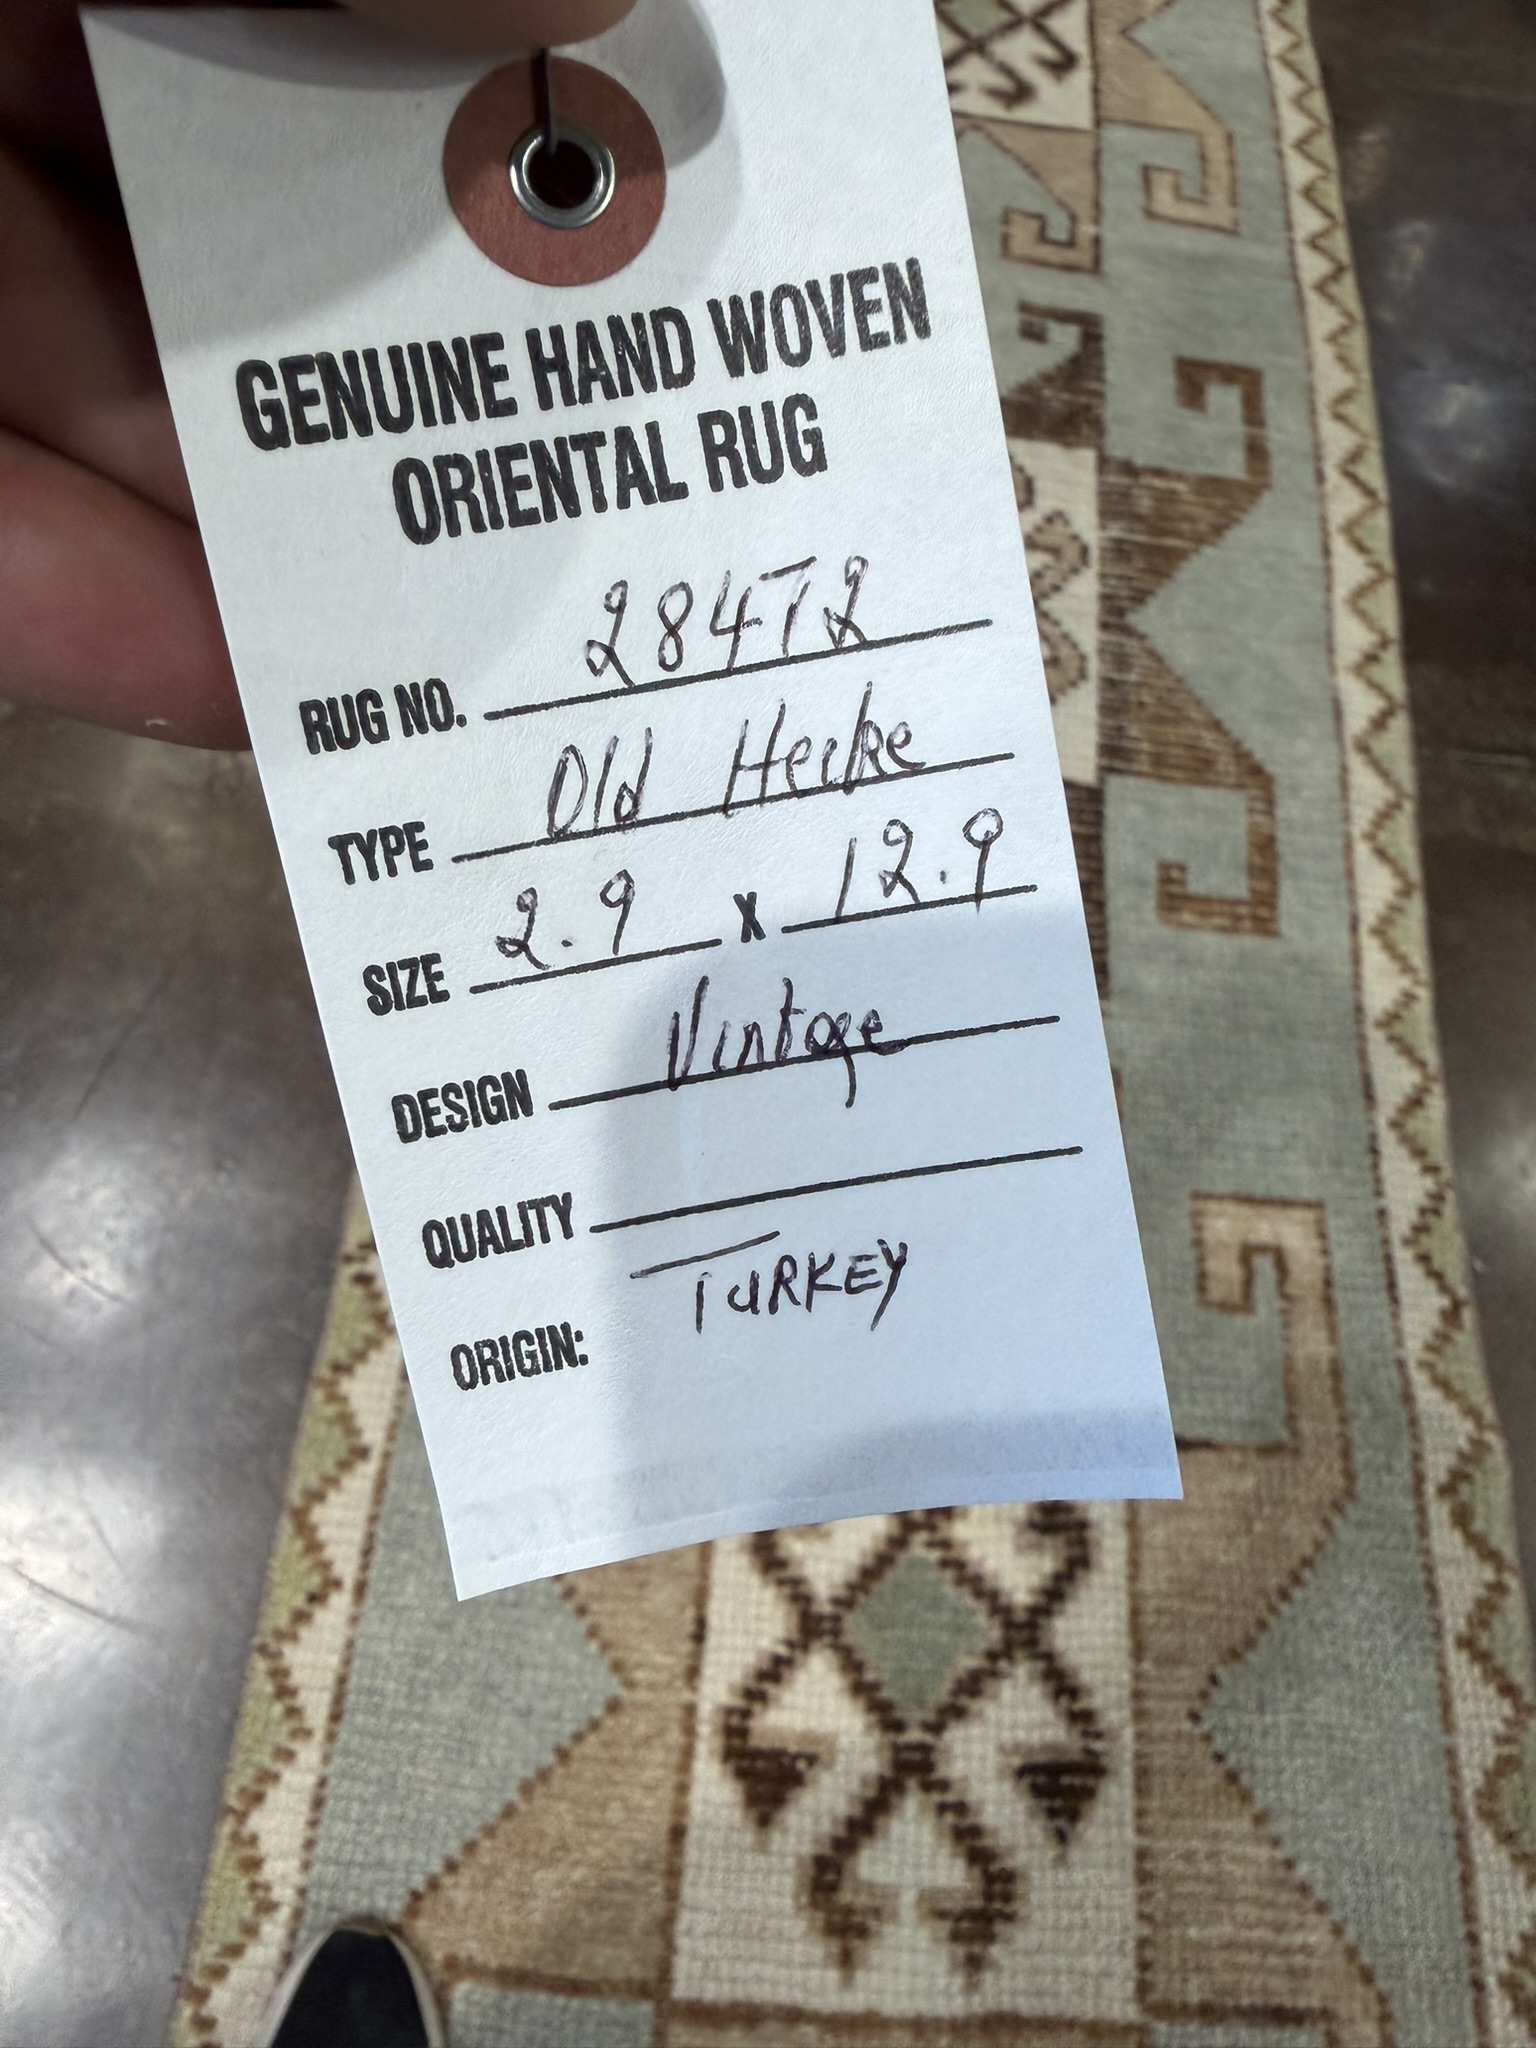 GENUINE HAND WOVEN
ORIENTAL RUG
RUG NO. 28472
TYPE Old Herke
SIZE 2.9 x 12.9
DESIGN Vintage
QUALITY
ORIGIN: TURKEY